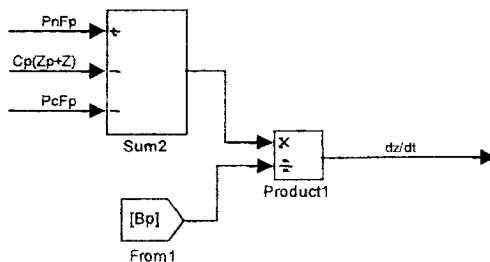 PnFp
+
Cp(Zp+Z)
−
PcFp
−
Sum2
×
dz/dt
÷
Product1
[Bp]
From1